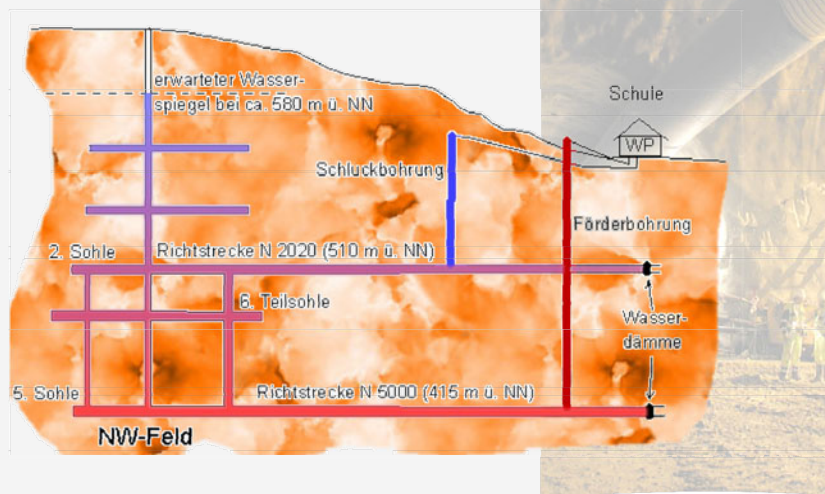 erwarteter Wasser-
spiegel bei ca. 580 m ü. NN
Schule
WP
Schluckbohrung
Förderbohrung
2. Sohle
Richtstrecke N 2020 (510 m ü. NN)
6. Teilsohle
Wasser-
dämme
5. Sohle
Richtstrecke N 5000 (415 m ü. NN)
NW-Feld